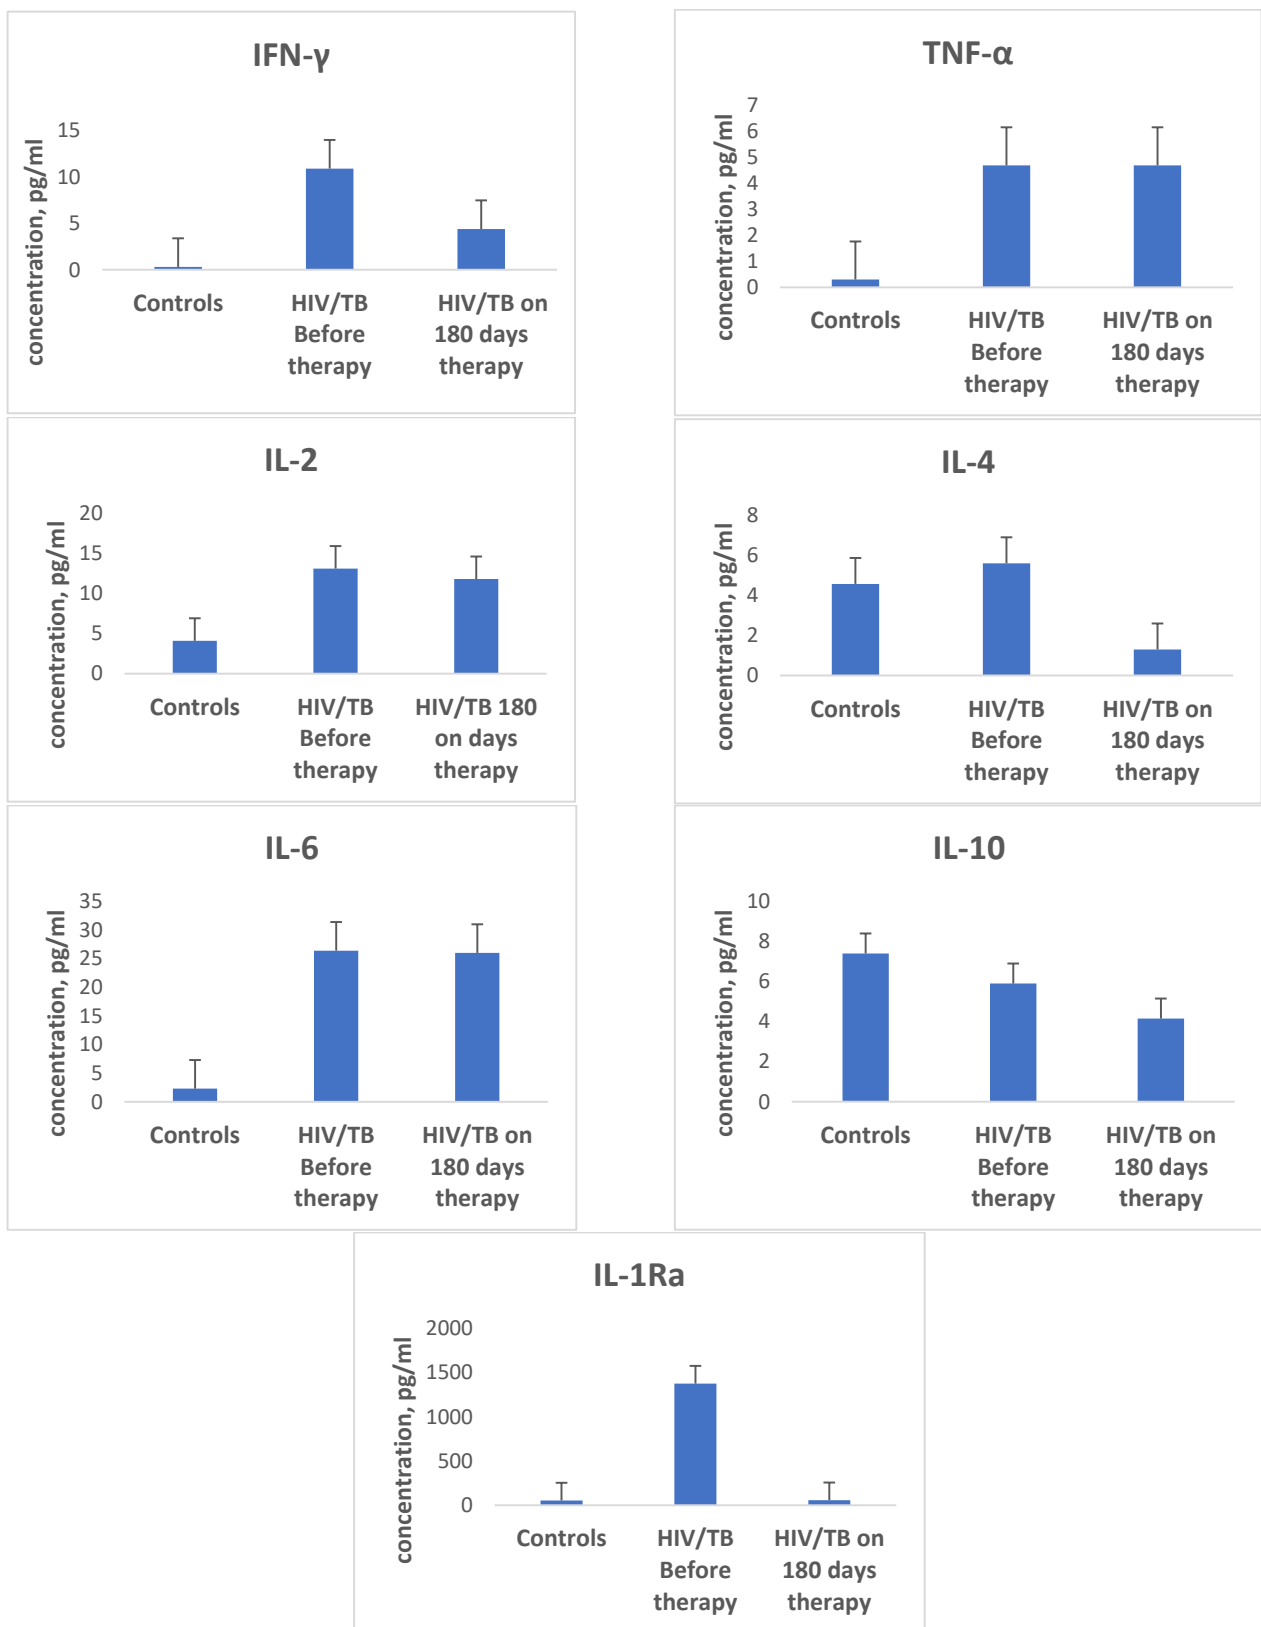 IFN-γ
concentration, pg/ml
15
10
5
0
Controls
HIV/TB
Before
therapy
HIV/TB on
180 days
therapy
TNF-α
concentration, pg/ml
7
6
5
4
3
2
1
0
Controls
HIV/TB
Before
therapy
HIV/TB on
180 days
therapy
IL-2
concentration, pg/ml
20
15
10
5
0
Controls
HIV/TB
Before
therapy
HIV/TB 180
on days
therapy
IL-4
concentration, pg/ml
8
6
4
2
0
Controls
HIV/TB
Before
therapy
HIV/TB on
180 days
therapy
IL-6
concentration, pg/ml
35
30
25
20
15
10
5
0
Controls
HIV/TB
Before
therapy
HIV/TB on
180 days
therapy
IL-10
concentration, pg/ml
10
8
6
4
2
0
Controls
HIV/TB
Before
therapy
HIV/TB on
180 days
therapy
IL-1Ra
concentration, pg/ml
2000
1500
1000
500
0
Controls
HIV/TB
Before
therapy
HIV/TB on
180 days
therapy